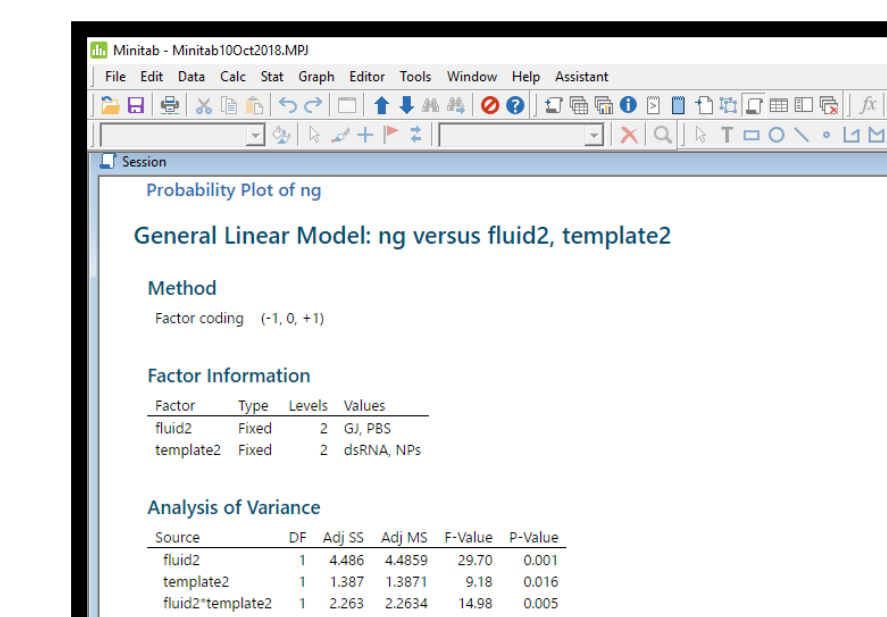 Minitab - Minitab10Oct2018.MPJ
File Edit Data Calc Stat Graph Editor Tools Window Help Assistant
fx
T
Session
Probability Plot of ng
General Linear Model: ng versus fluid2, template2
Method
Factor coding (-1, 0, +1)
Factor Information
Factor Type Levels Values
fluid2 Fixed 2 GJ, PBS
template2 Fixed 2 dsRNA, NPs
Analysis of Variance
Source DF Adj SS Adj MS F-Value P-Value
fluid2 1 4.486 4.4859 29.70 0.001
template2 1 1.387 1.3871 9.18 0.016
fluid2*template2 1 2.263 2.2634 14.98 0.005